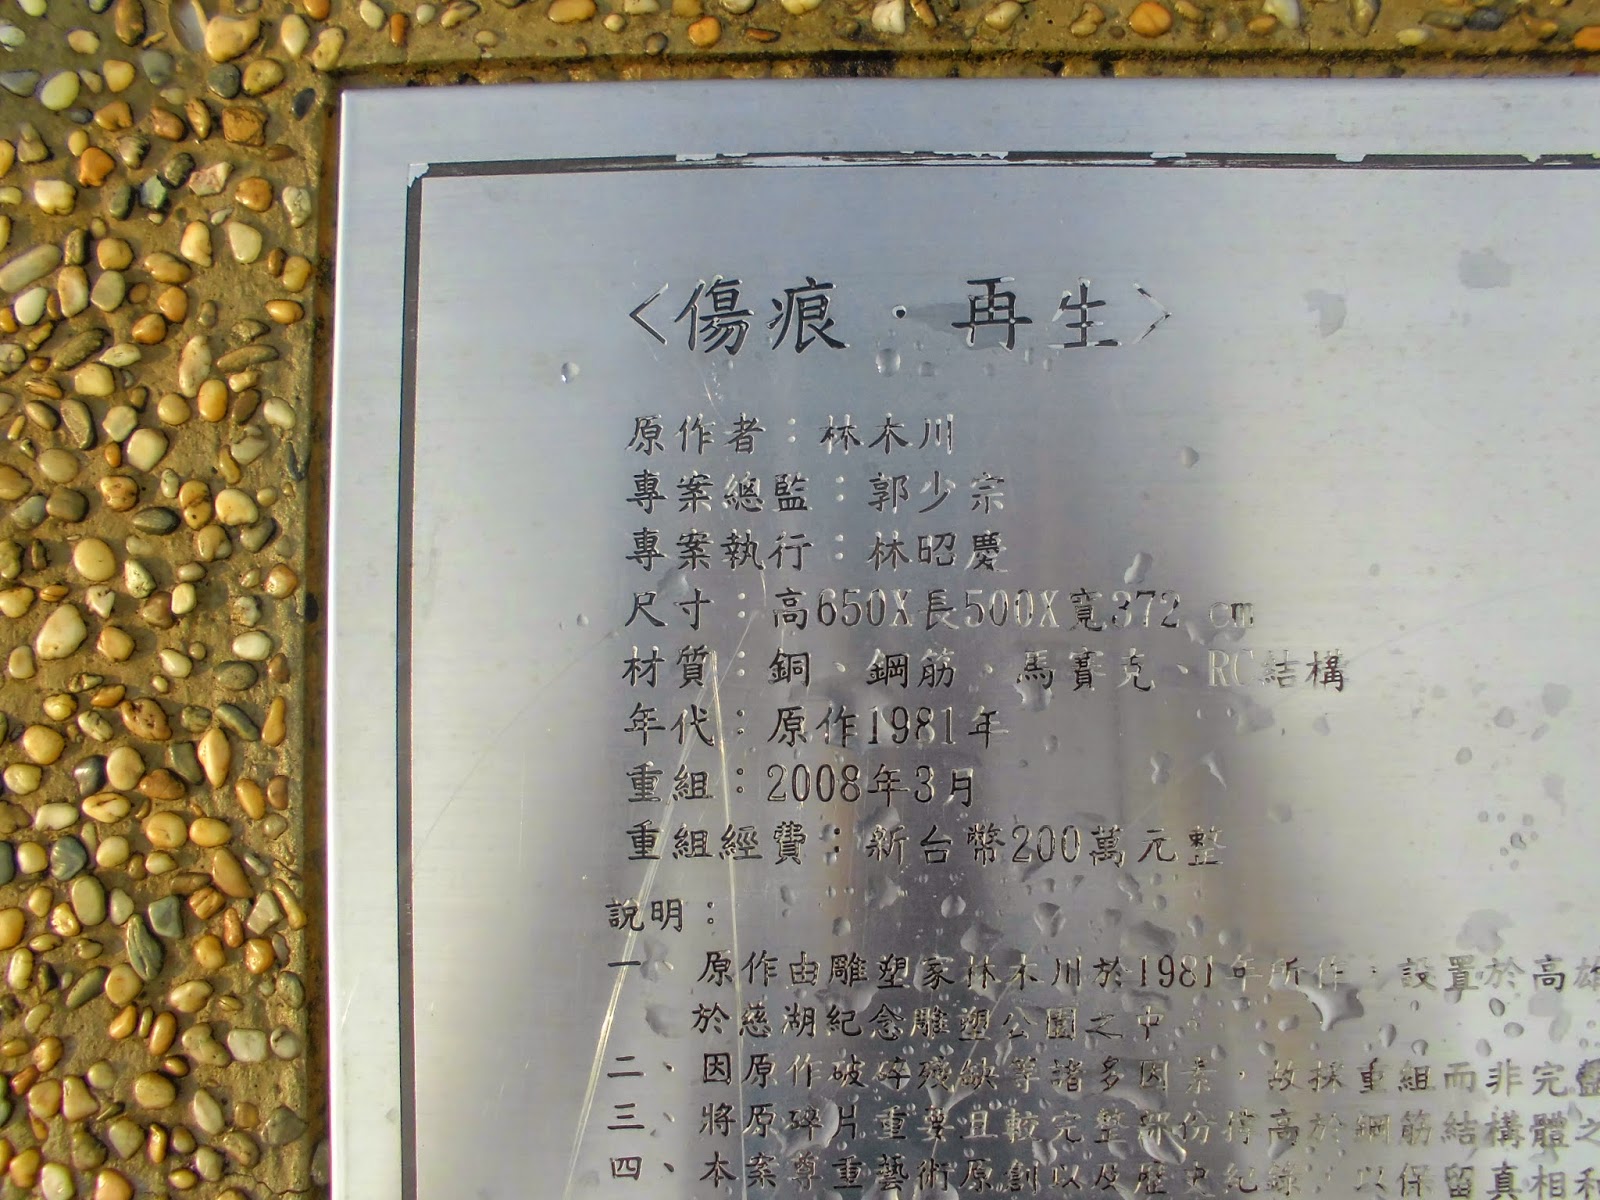 <傷痕·再生>
原作者：林木川
專案總監：郭少宗
專案執行：林昭慶
尺寸：高650X長500X寬372 cm
材質：銅、鋼筋、馬賽克、RC結構
年代：原作1981年
重組：2008年3月
重組經費：新台幣200萬元整
說明：
一、原作由雕塑家林木川於1981年所作，設置於高雄
於慈湖紀念雕塑公園之中
二、因原作破碎殘缺等諸多因素，故採重組而非完整
三、將原碎片重要且較完整部份撐高於鋼筋結構體之
四、本案尊重藝術原創以及歷史紀錄，以保留真相和